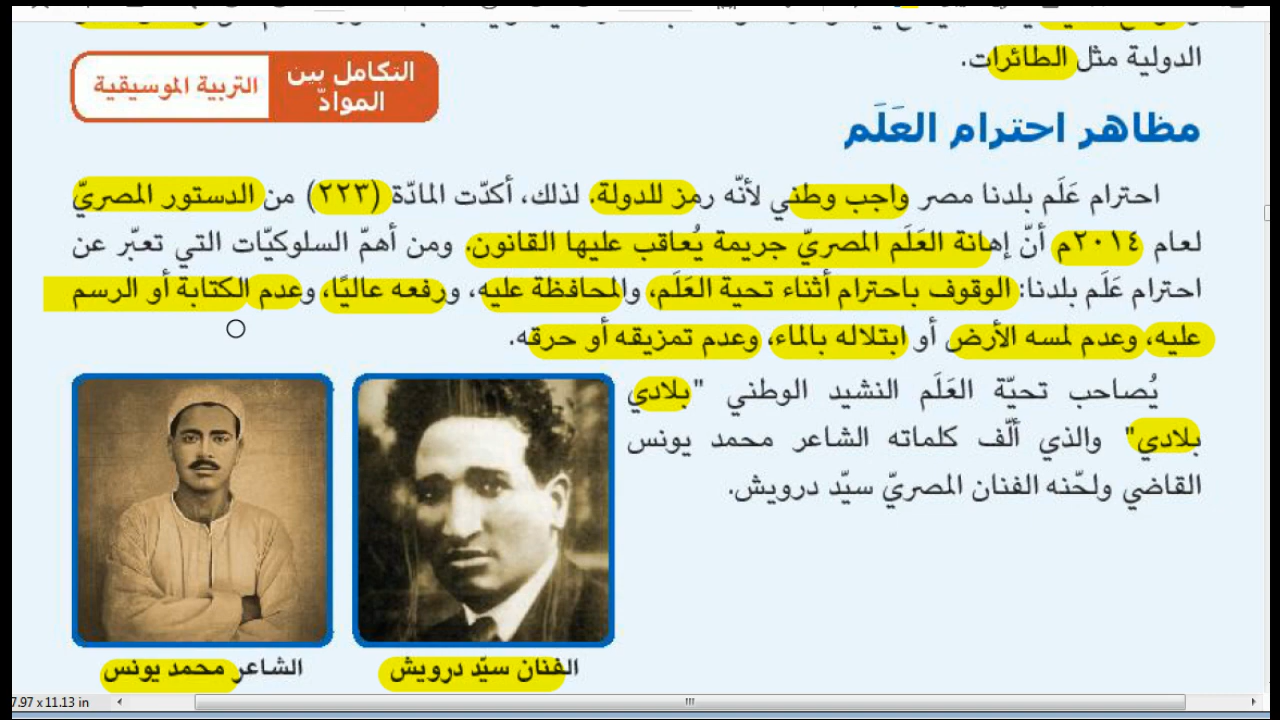 الدولية مثل الطائرات.
التكامل بين
الموادّ
التربية الموسيقية
مظاهر احترام العَلَم
احترام عَلَم بلدنا مصر واجب وطني لأنّه رمز للدولة. لذلك، أكدّت المادّة (٢٢٣) من الدستور المصريّ
لعام ٢٠١٤م أنّ إهانة العَلَم المصريّ جريمة يُعاقب عليها القانون. ومن أهمّ السلوكيّات التي تعبّر عن
احترام عَلَم بلدنا: الوقوف باحترام أثناء تحية العَلَم، والمحافظة عليه، ورفعه عاليًا، وعدم الكتابة أو الرسم
عليه، وعدم لمسه الأرض أو ابتلاله بالماء، وعدم تمزيقه أو حرقه.
يُصاحب تحيّة العَلَم النشيد الوطني "بلادي
بلادي" والذي ألّف كلماته الشاعر محمد يونس
القاضي ولحّنه الفنان المصريّ سيّد درويش.
الفنان سيّد درويش
الشاعر محمد يونس
7.97 x 11.13 in